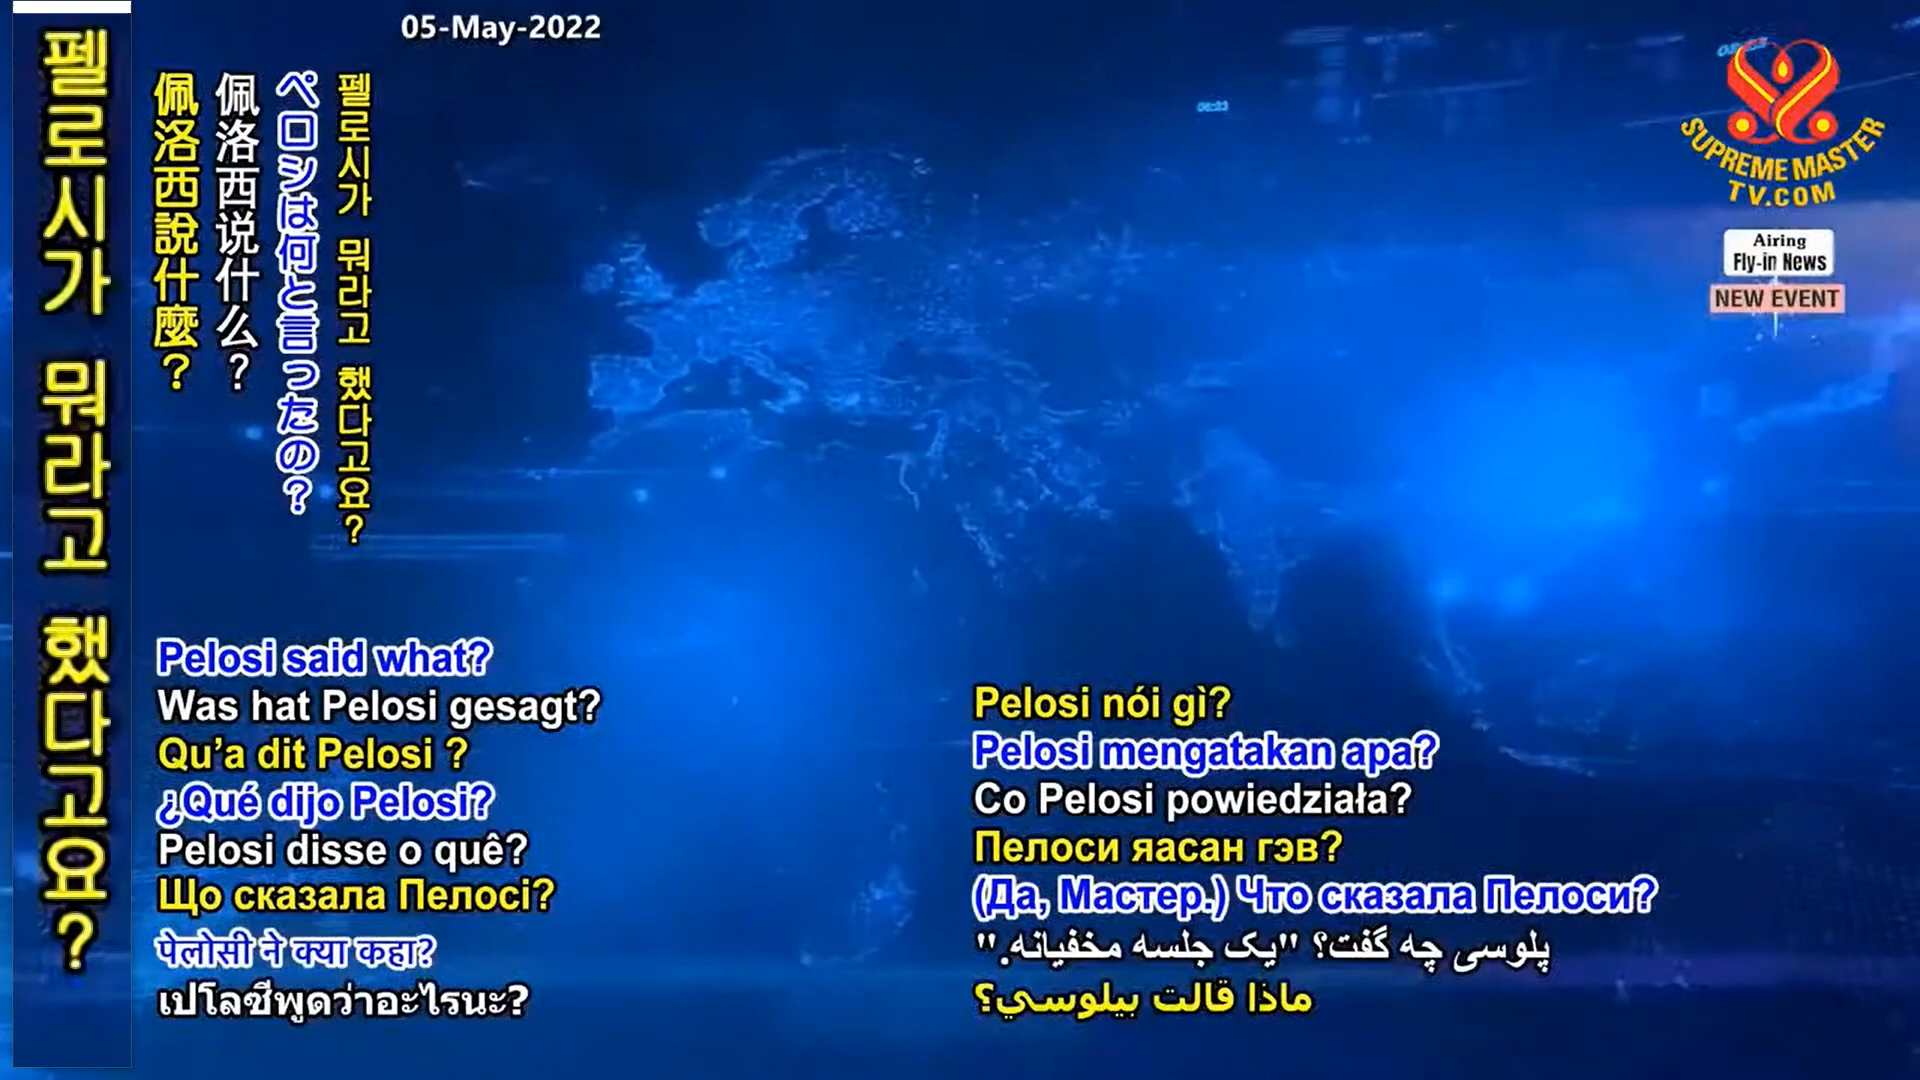 펠로시가 뭐라고 했다고요?
佩洛西說什麼？
佩洛西说什么？
ペロシは何と言ったの？
펠로시가 뭐라고 했다고요?
05-May-2022
06:23
SUPREME MASTER
TV.COM
Airing
Fly-in News
NEW EVENT
Pelosi said what?
Was hat Pelosi gesagt?
Qu’a dit Pelosi ?
¿Qué dijo Pelosi?
Pelosi disse o quê?
Що сказала Пелосі?
पेलोसी ने क्या कहा?
เปโลซีพูดว่าอะไรนะ?
Pelosi nói gì?
Pelosi mengatakan apa?
Co Pelosi powiedziała?
Пелоси яасан гэв?
(Да, Мастер.) Что сказала Пелоси?
پلوسی چه گفت؟ "یک جلسه مخفیانه."
ماذا قالت بيلوسي؟